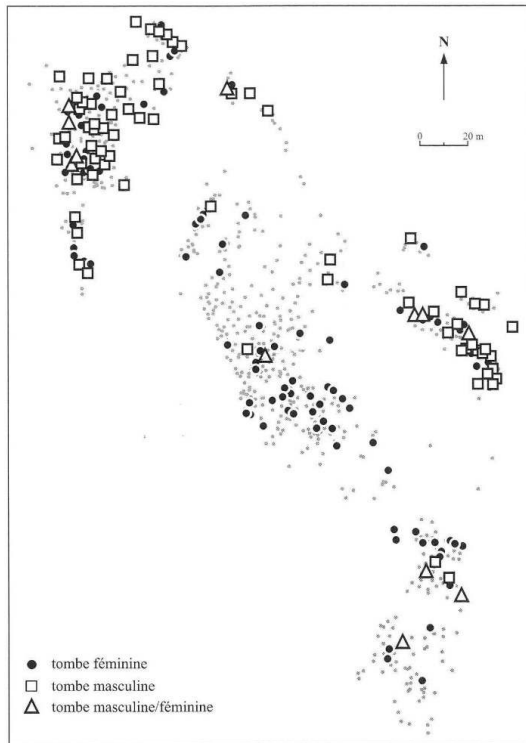 N
0 20 m
tombe féminine
tombe masculine
tombe masculine/féminine